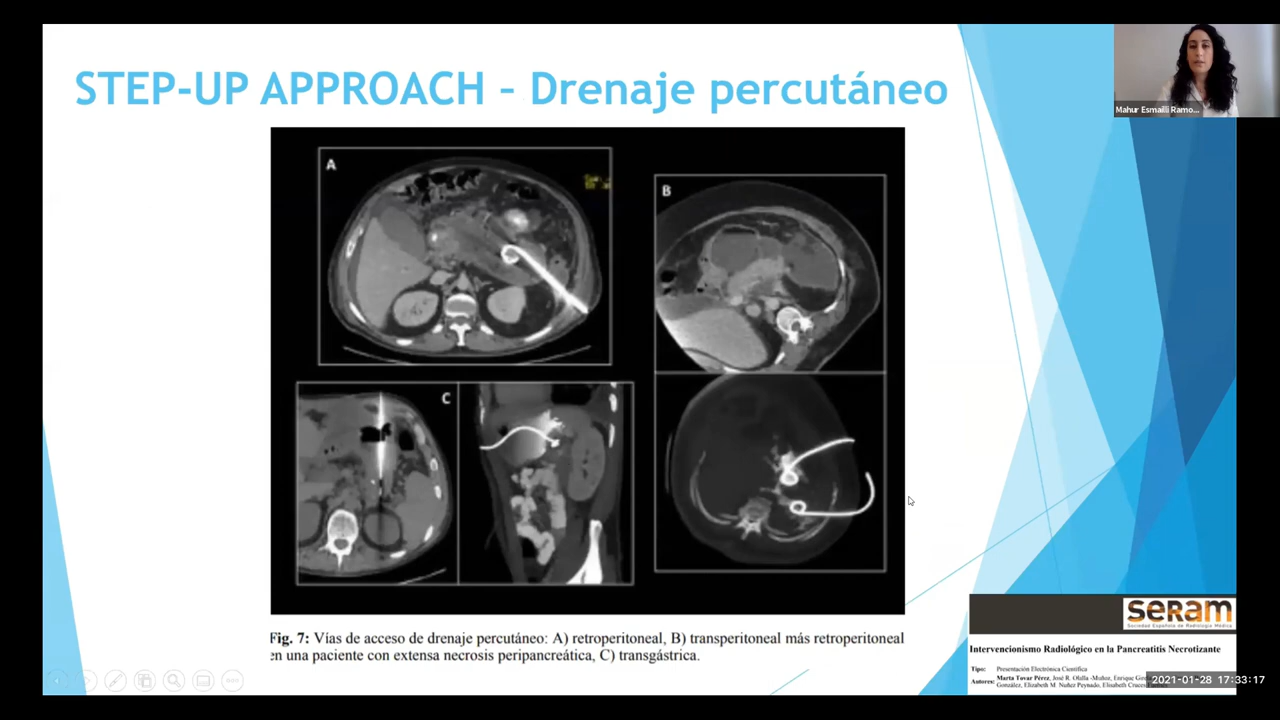 STEP-UP APPROACH – Drenaje percutáneo
Mahur Esmailli Ramo...
A
B
C
Fig. 7: Vías de acceso de drenaje percutáneo: A) retroperitoneal, B) transperitoneal más retroperitoneal
en una paciente con extensa necrosis peripancreática, C) transgástrica.
seram
Sociedad Española de Radiología Médica
Intervencionismo Radiológico en la Pancreatitis Necrotizante
Tipo: Presentación Electrónica Científica
Autores: Marta Tovar Pérez, José R. Olalla -Muñoz, Enrique
González, Elizabeth M. Nuñez Peynado, Elisabeth Cruces
2021-01-28 17:33:17